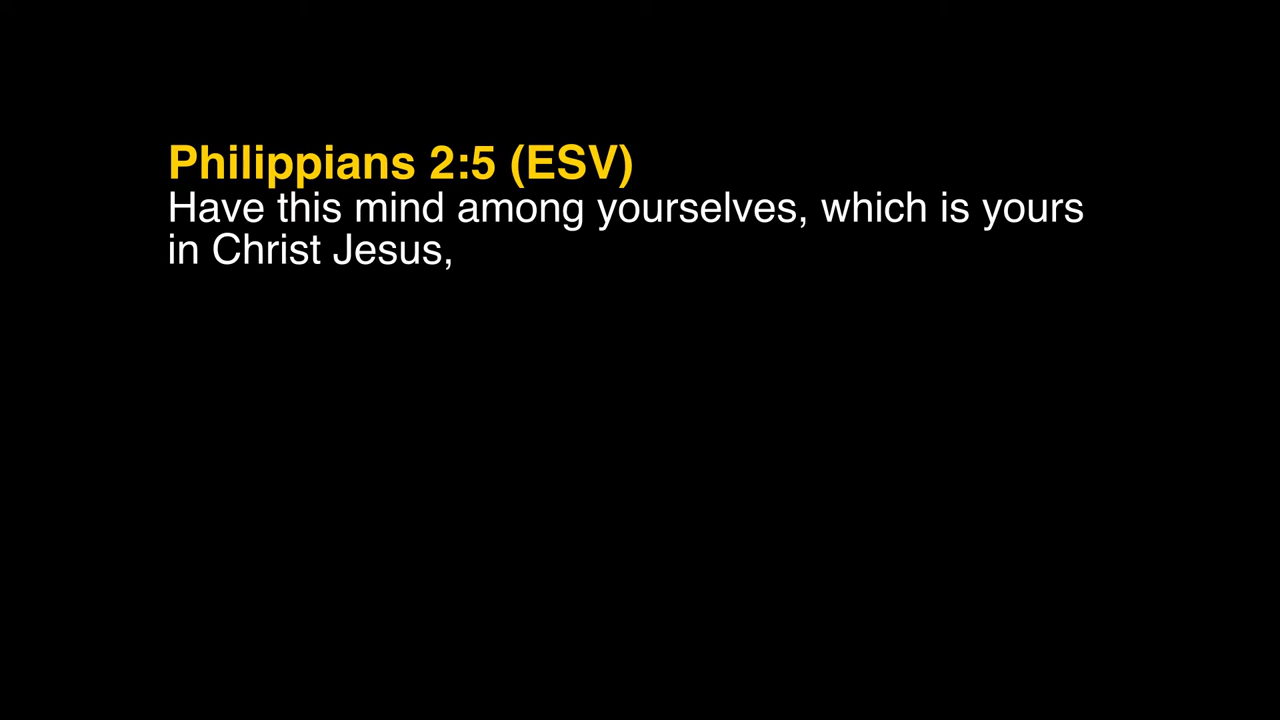 Philippians 2:5 (ESV)
Have this mind among yourselves, which is yours
in Christ Jesus,